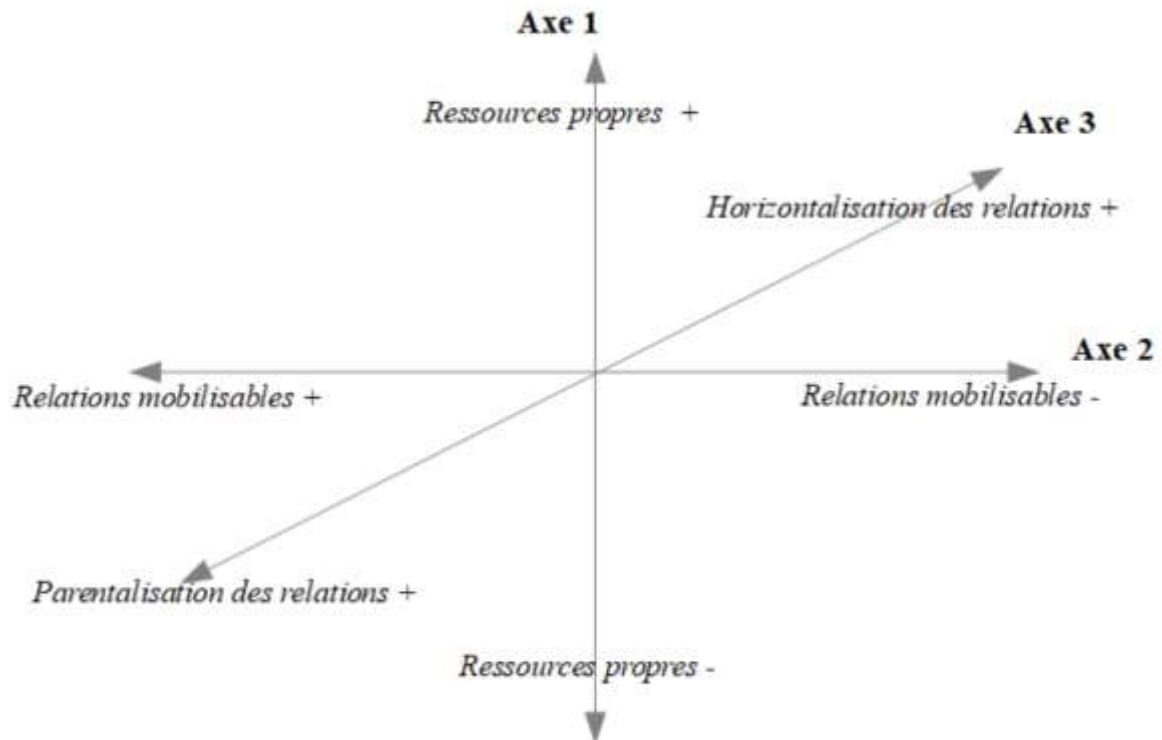 Axe 1
Ressources propres +
Axe 3
Horizontalisation des relations +
Axe 2
Relations mobilisables +
Relations mobilisables -
Parentalisation des relations +
Ressources propres -